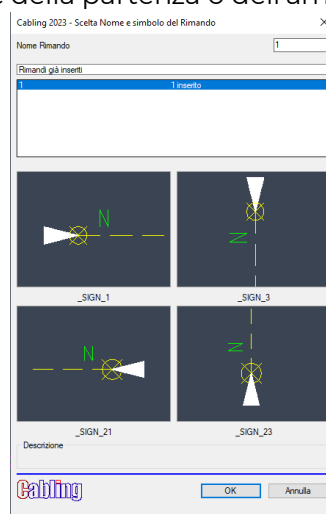 della partenza o dell'arri
Cabling 2023 - Scelta Nome e simbolo del Rimando
Nome Rimando 1
Rimandi già inseriti
1 1 inserito
N
N
_SIGN_1 _SIGN_3
N
N
_SIGN_21 _SIGN_23
Descrizione
Cabling OK Annulla